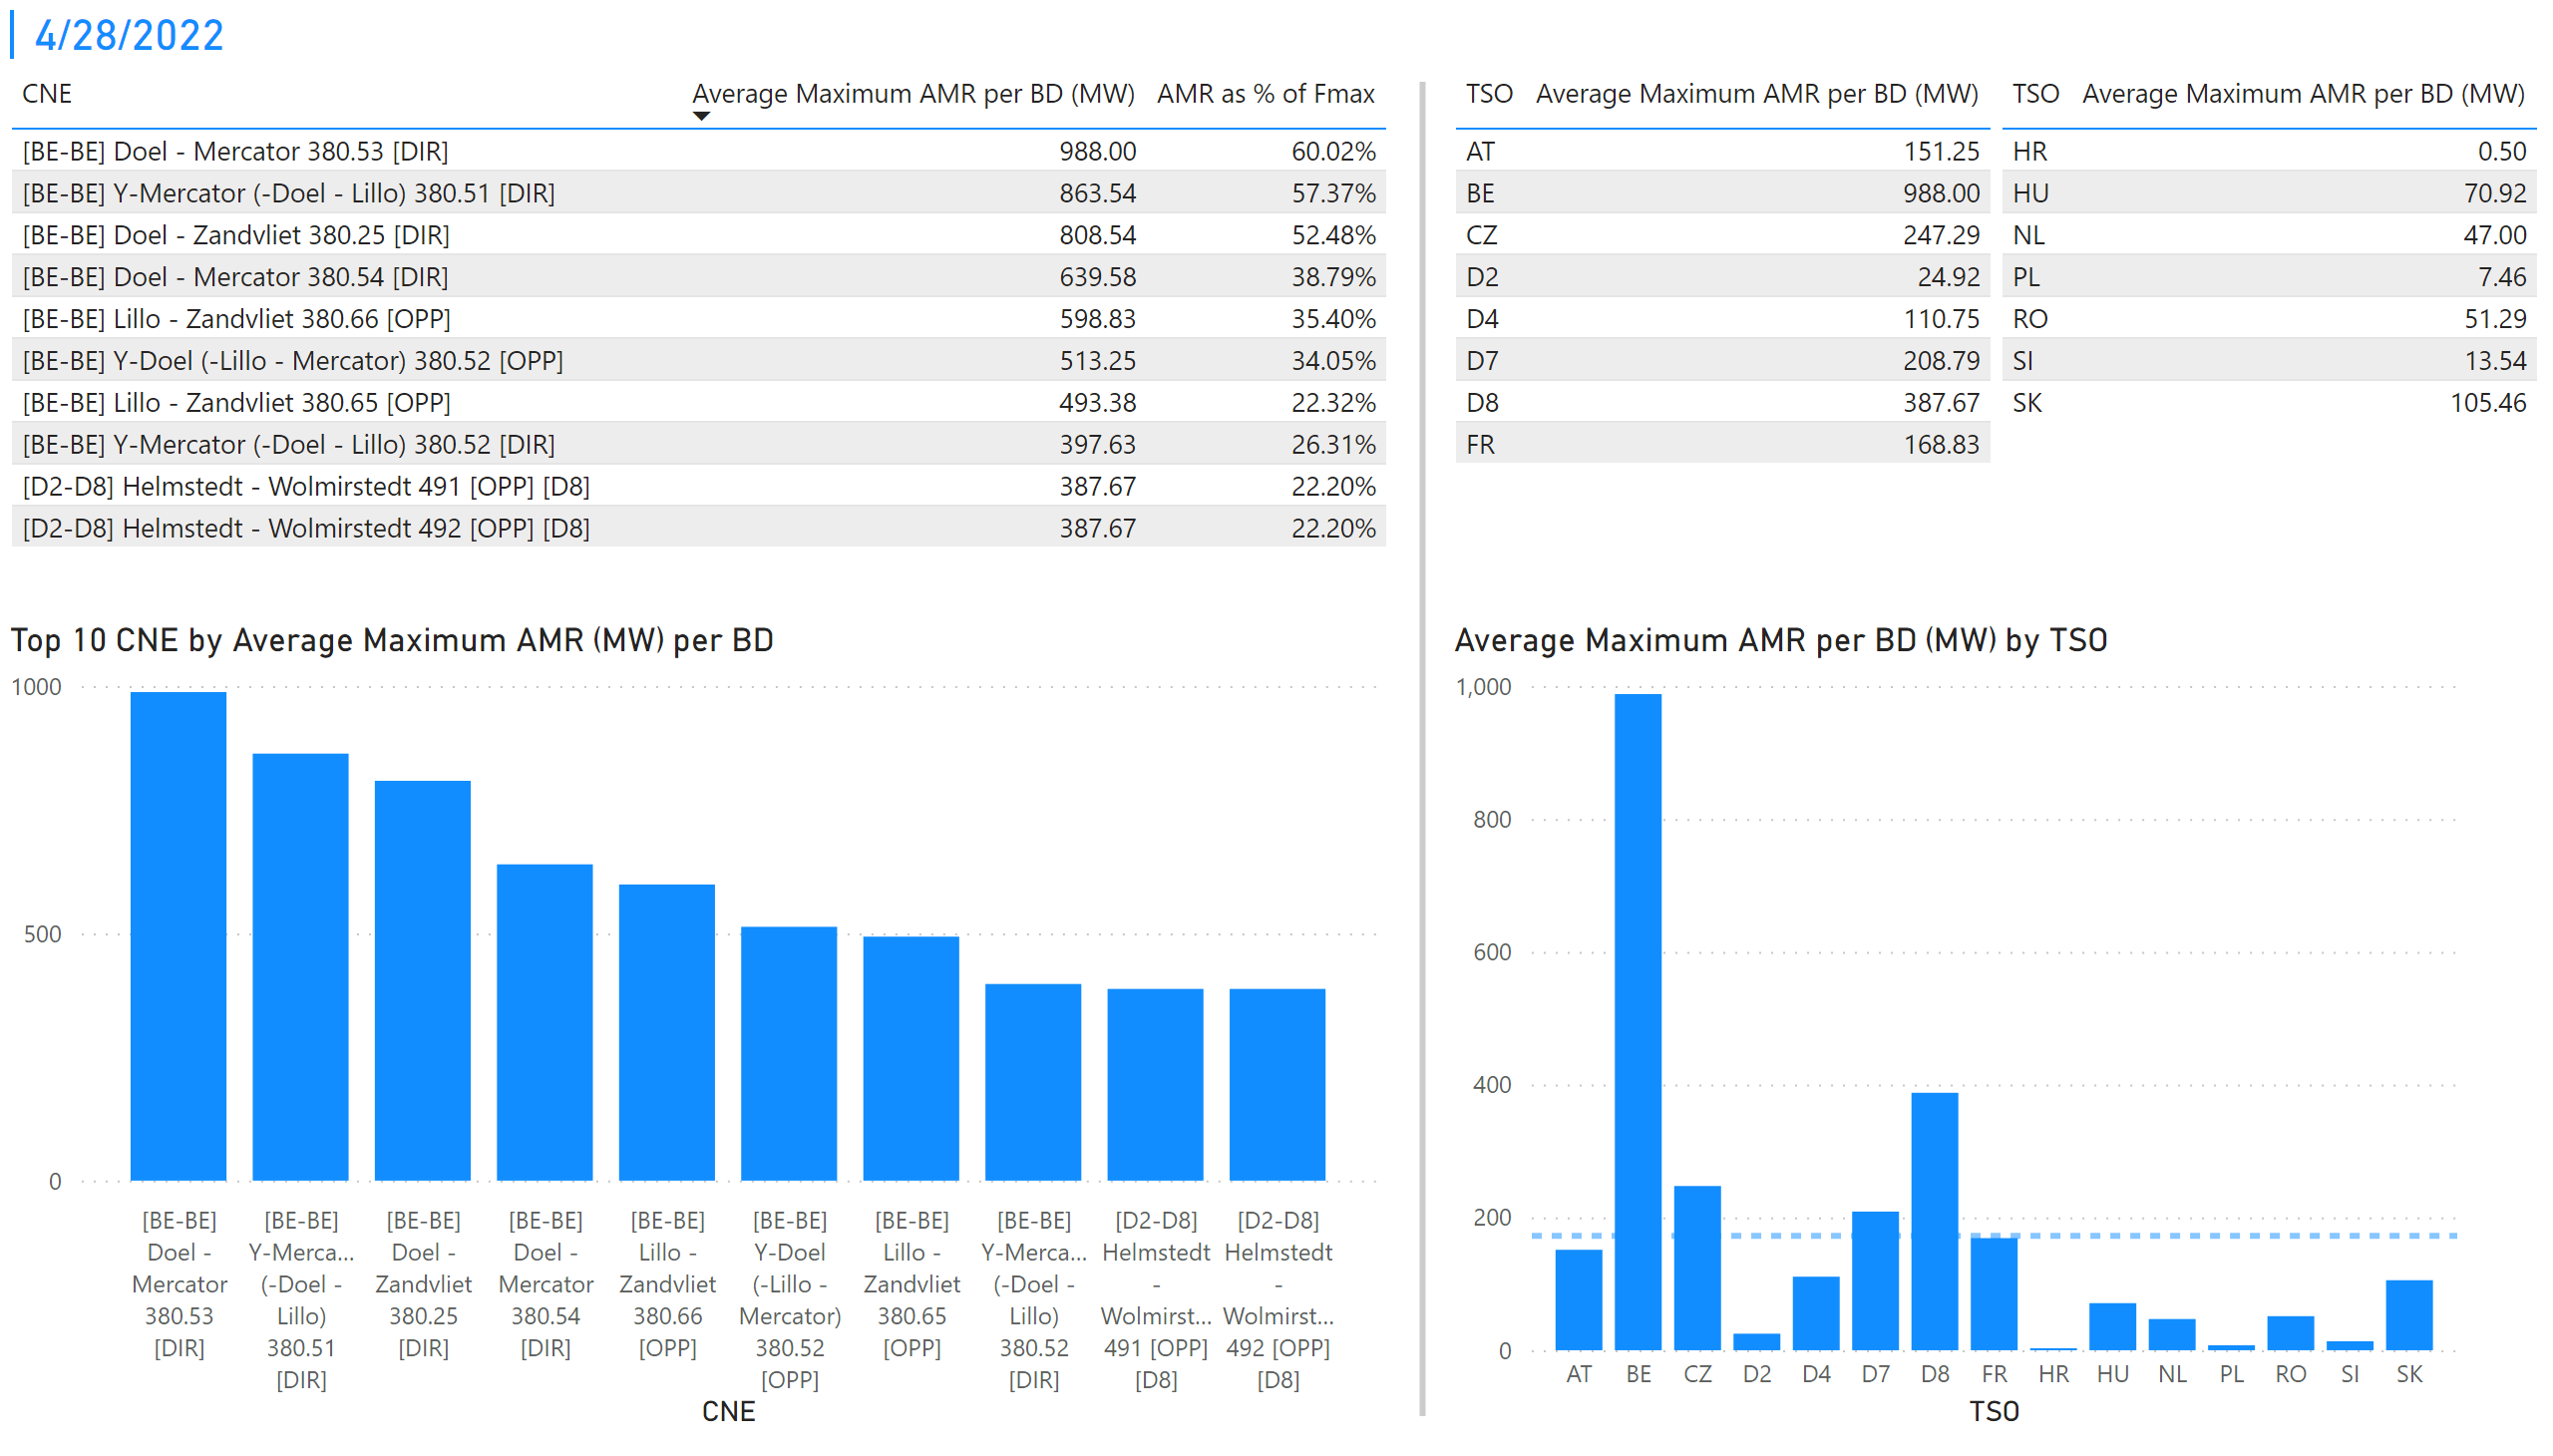 4/28/2022
CNE Average Maximum AMR per BD (MW) AMR as % of Fmax
[BE-BE] Doel - Mercator 380.53 [DIR] 988.00 60.02%
[BE-BE] Y-Mercator (-Doel - Lillo) 380.51 [DIR] 863.54 57.37%
[BE-BE] Doel - Zandvliet 380.25 [DIR] 808.54 52.48%
[BE-BE] Doel - Mercator 380.54 [DIR] 639.58 38.79%
[BE-BE] Lillo - Zandvliet 380.66 [OPP] 598.83 35.40%
[BE-BE] Y-Doel (-Lillo - Mercator) 380.52 [OPP] 513.25 34.05%
[BE-BE] Lillo - Zandvliet 380.65 [OPP] 493.38 22.32%
[BE-BE] Y-Mercator (-Doel - Lillo) 380.52 [DIR] 397.63 26.31%
[D2-D8] Helmstedt - Wolmirstedt 491 [OPP] [D8] 387.67 22.20%
[D2-D8] Helmstedt - Wolmirstedt 492 [OPP] [D8] 387.67 22.20%
TSO Average Maximum AMR per BD (MW)
AT 151.25
BE 988.00
CZ 247.29
D2 24.92
D4 110.75
D7 208.79
D8 387.67
FR 168.83
TSO Average Maximum AMR per BD (MW)
HR 0.50
HU 70.92
NL 47.00
PL 7.46
RO 51.29
SI 13.54
SK 105.46
Top 10 CNE by Average Maximum AMR (MW) per BD
1000
500
0
[BE-BE]
Doel -
Mercator
380.53
[DIR]
[BE-BE]
Y-Merca...
(-Doel -
Lillo)
380.51
[DIR]
[BE-BE]
Doel -
Zandvliet
380.25
[DIR]
[BE-BE]
Doel -
Mercator
380.54
[DIR]
[BE-BE]
Lillo -
Zandvliet
380.66
[OPP]
[BE-BE]
Y-Doel
(-Lillo -
Mercator)
380.52
[OPP]
[BE-BE]
Lillo -
Zandvliet
380.65
[OPP]
[BE-BE]
Y-Merca...
(-Doel -
Lillo)
380.52
[DIR]
[D2-D8]
Helmstedt
-
Wolmirst...
491 [OPP]
[D8]
[D2-D8]
Helmstedt
-
Wolmirst...
492 [OPP]
[D8]
CNE
Average Maximum AMR per BD (MW) by TSO
1,000
800
600
400
200
0
AT BE CZ D2 D4 D7 D8 FR HR HU NL PL RO SI SK
TSO